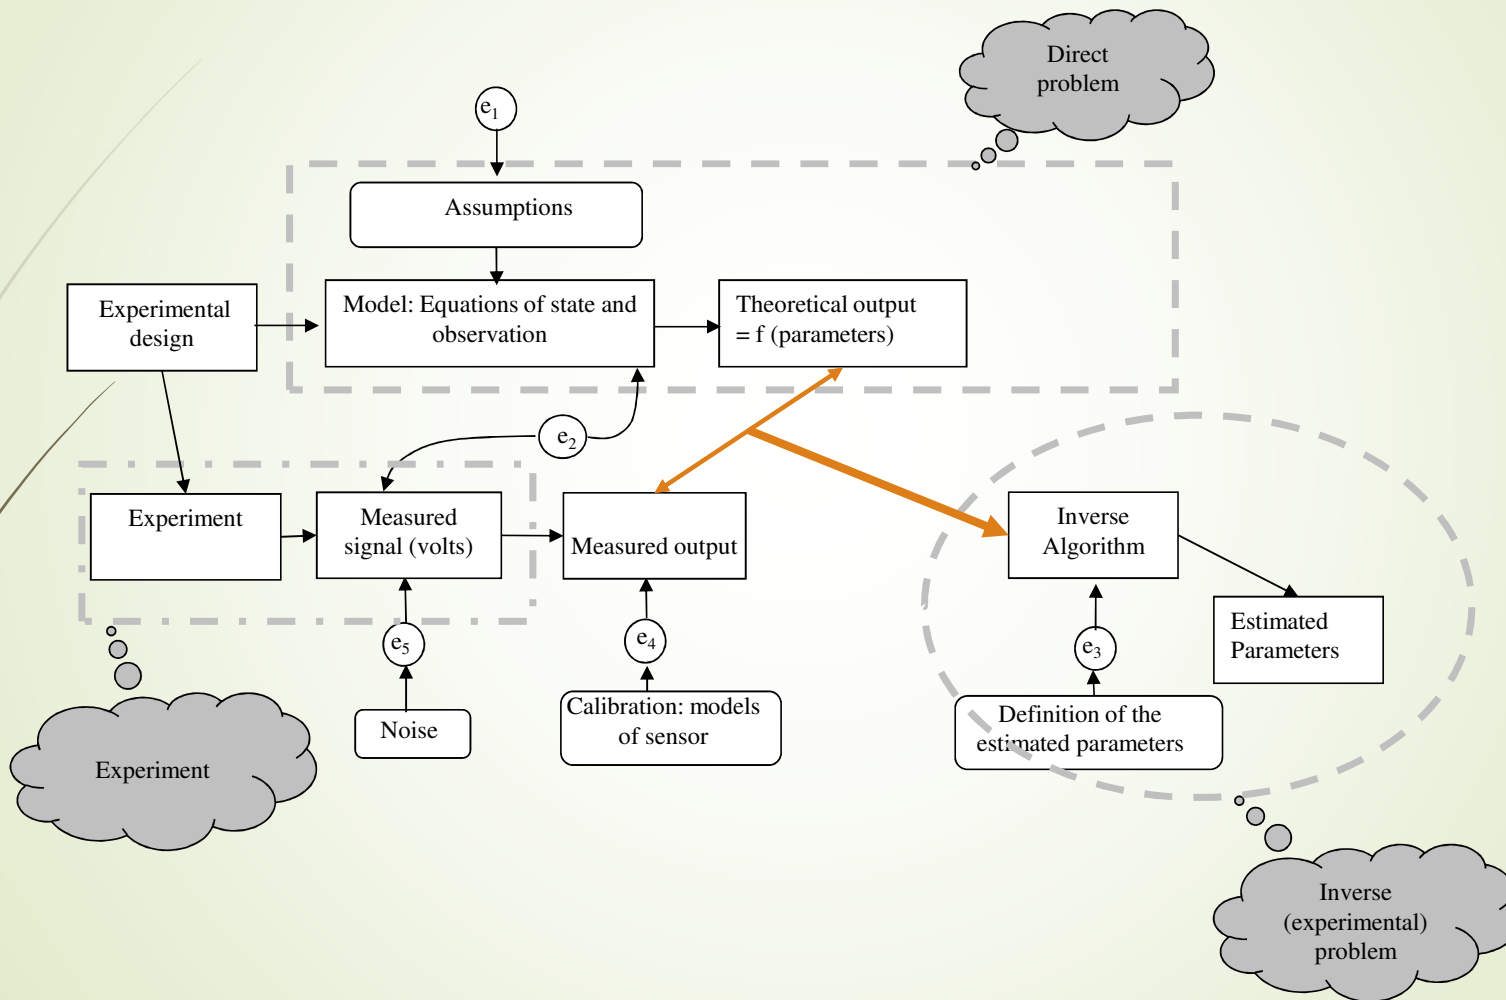 Direct
problem
e1
Assumptions
Experimental
design
Model: Equations of state and
observation
Theoretical output
= f (parameters)
e2
Experiment
Measured
signal (volts)
Measured output
Inverse
Algorithm
Estimated
Parameters
e5
e4
e3
Noise
Calibration: models
of sensor
Definition of the
estimated parameters
Experiment
Inverse
(experimental)
problem